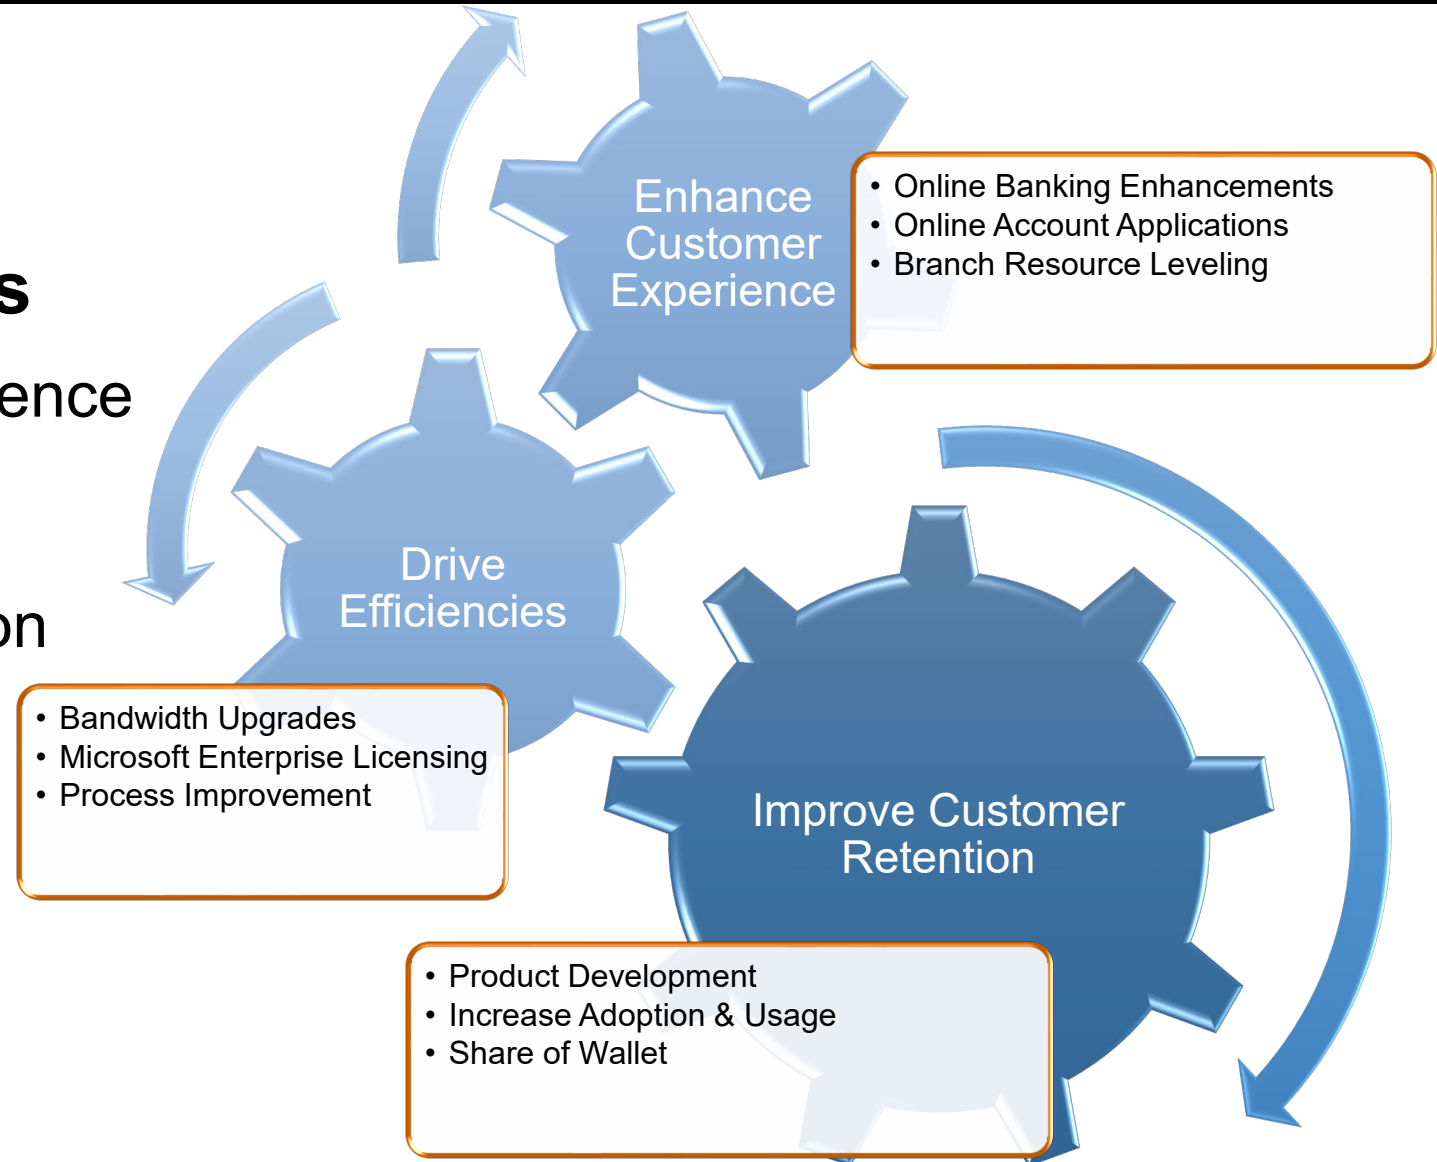 s
ence
on
Enhance
Customer
Experience
• Online Banking Enhancements
• Online Account Applications
• Branch Resource Leveling
Drive
Efficiencies
• Bandwidth Upgrades
• Microsoft Enterprise Licensing
• Process Improvement
Improve Customer
Retention
• Product Development
• Increase Adoption & Usage
• Share of Wallet